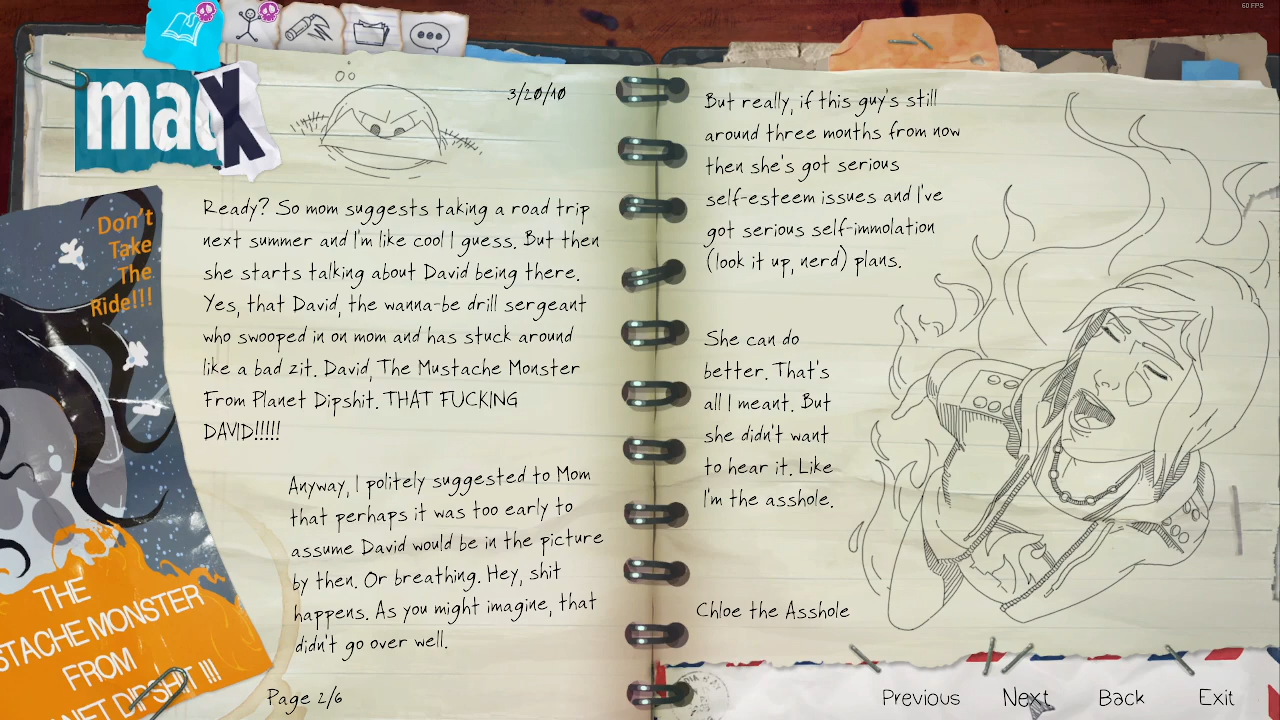 60 FPS
madX
3/20/10
Don't
Take
The
Ride!!!
Ready? So mom suggests taking a road trip
next summer and I'm like cool I guess. But then
she starts talking about David being there.
Yes, that David, the wanna-be drill sergeant
who swooped in on mom and has stuck around
like a bad zit. David, The Mustache Monster
From Planet Dipshit. THAT FUCKING
DAVID!!!!!
Anyway, I politely suggested to Mom
that perhaps it was too early to
assume David would be in the picture
by then. Or breathing. Hey, shit
happens. As you might imagine, that
didn't go over well.
THE
STACHE MONSTER
FROM
NET DIPSHIT !!!
Page 2/6
But really, if this guy's still
around three months from now
then she's got serious
self-esteem issues and I've
got serious self-immolation
(look it up, nerd) plans.
She can do
better. That's
all I meant. But
she didn't want
to hear it. Like
I'm the asshole.
Chloe the Asshole
Previous Next Back Exit